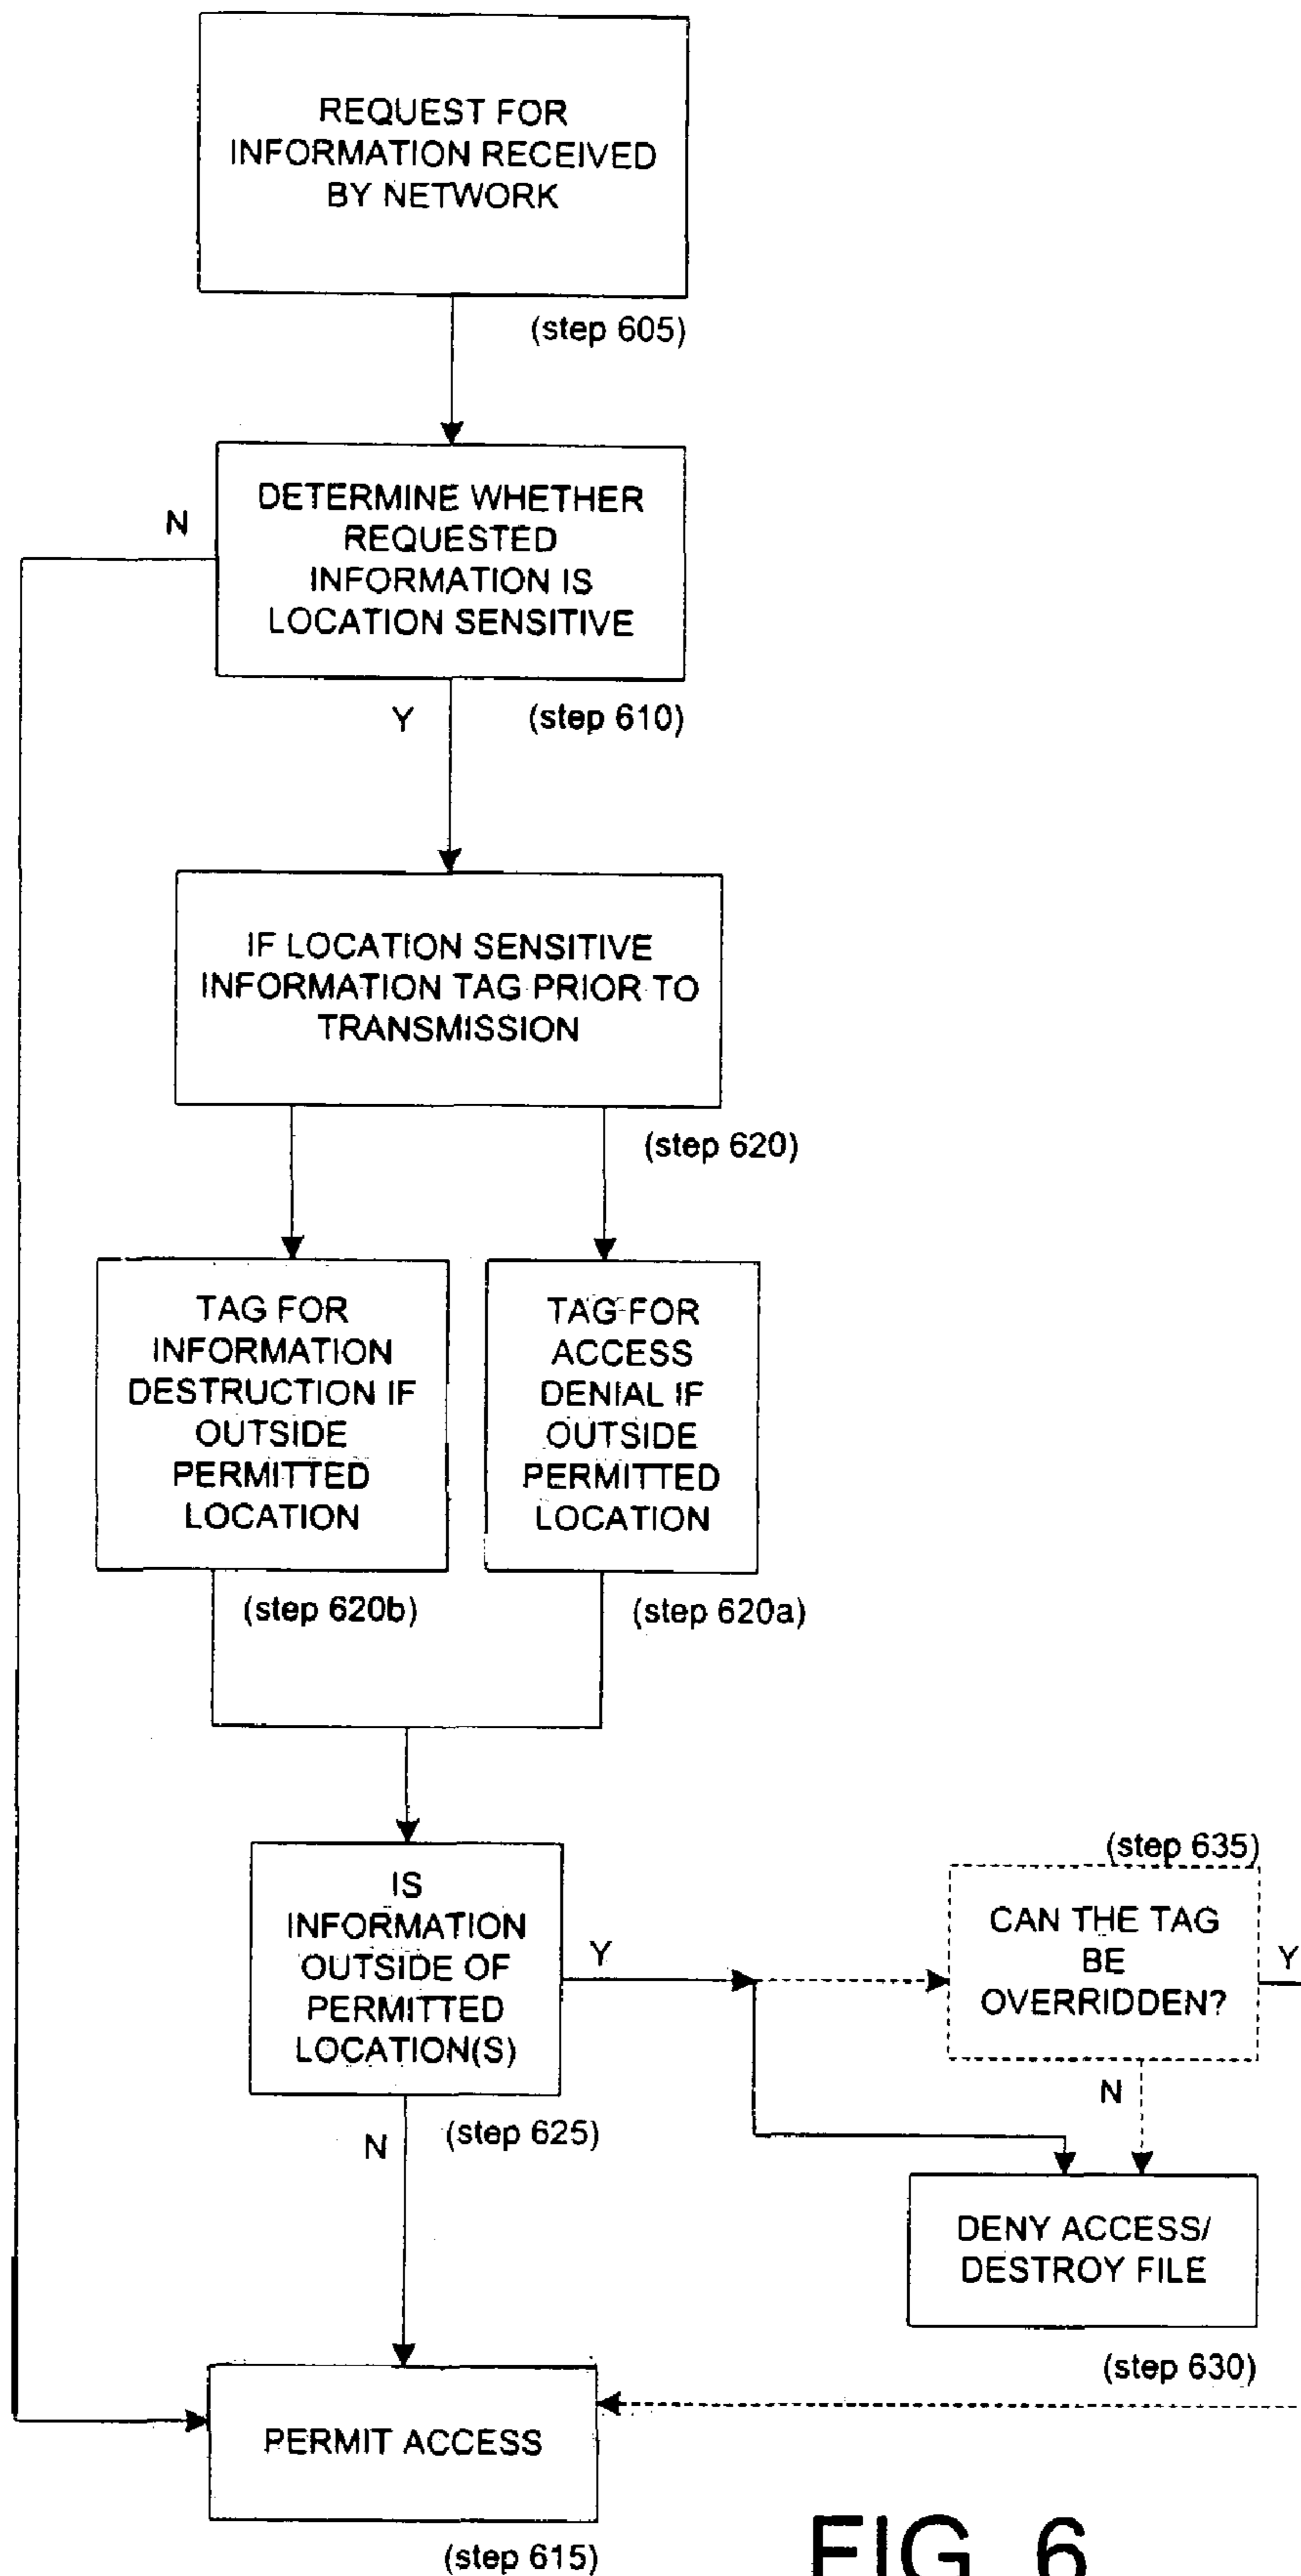 REQUEST FOR
INFORMATION RECEIVED
BY NETWORK
(step 605)
DETERMINE WHETHER
REQUESTED
INFORMATION IS
LOCATION SENSITIVE
N
Y
(step 610)
IF LOCATION SENSITIVE
INFORMATION TAG PRIOR TO
TRANSMISSION
(step 620)
TAG FOR
INFORMATION
DESTRUCTION IF
OUTSIDE
PERMITTED
LOCATION
(step 620b)
TAG FOR
ACCESS
DENIAL IF
OUTSIDE
PERMITTED
LOCATION
(step 620a)
IS
INFORMATION
OUTSIDE OF
PERMITTED
LOCATION(S)
Y
N
(step 625)
(step 635)
CAN THE TAG
BE
OVERRIDDEN?
Y
N
DENY ACCESS/
DESTROY FILE
(step 630)
PERMIT ACCESS
(step 615)
FIG. 6